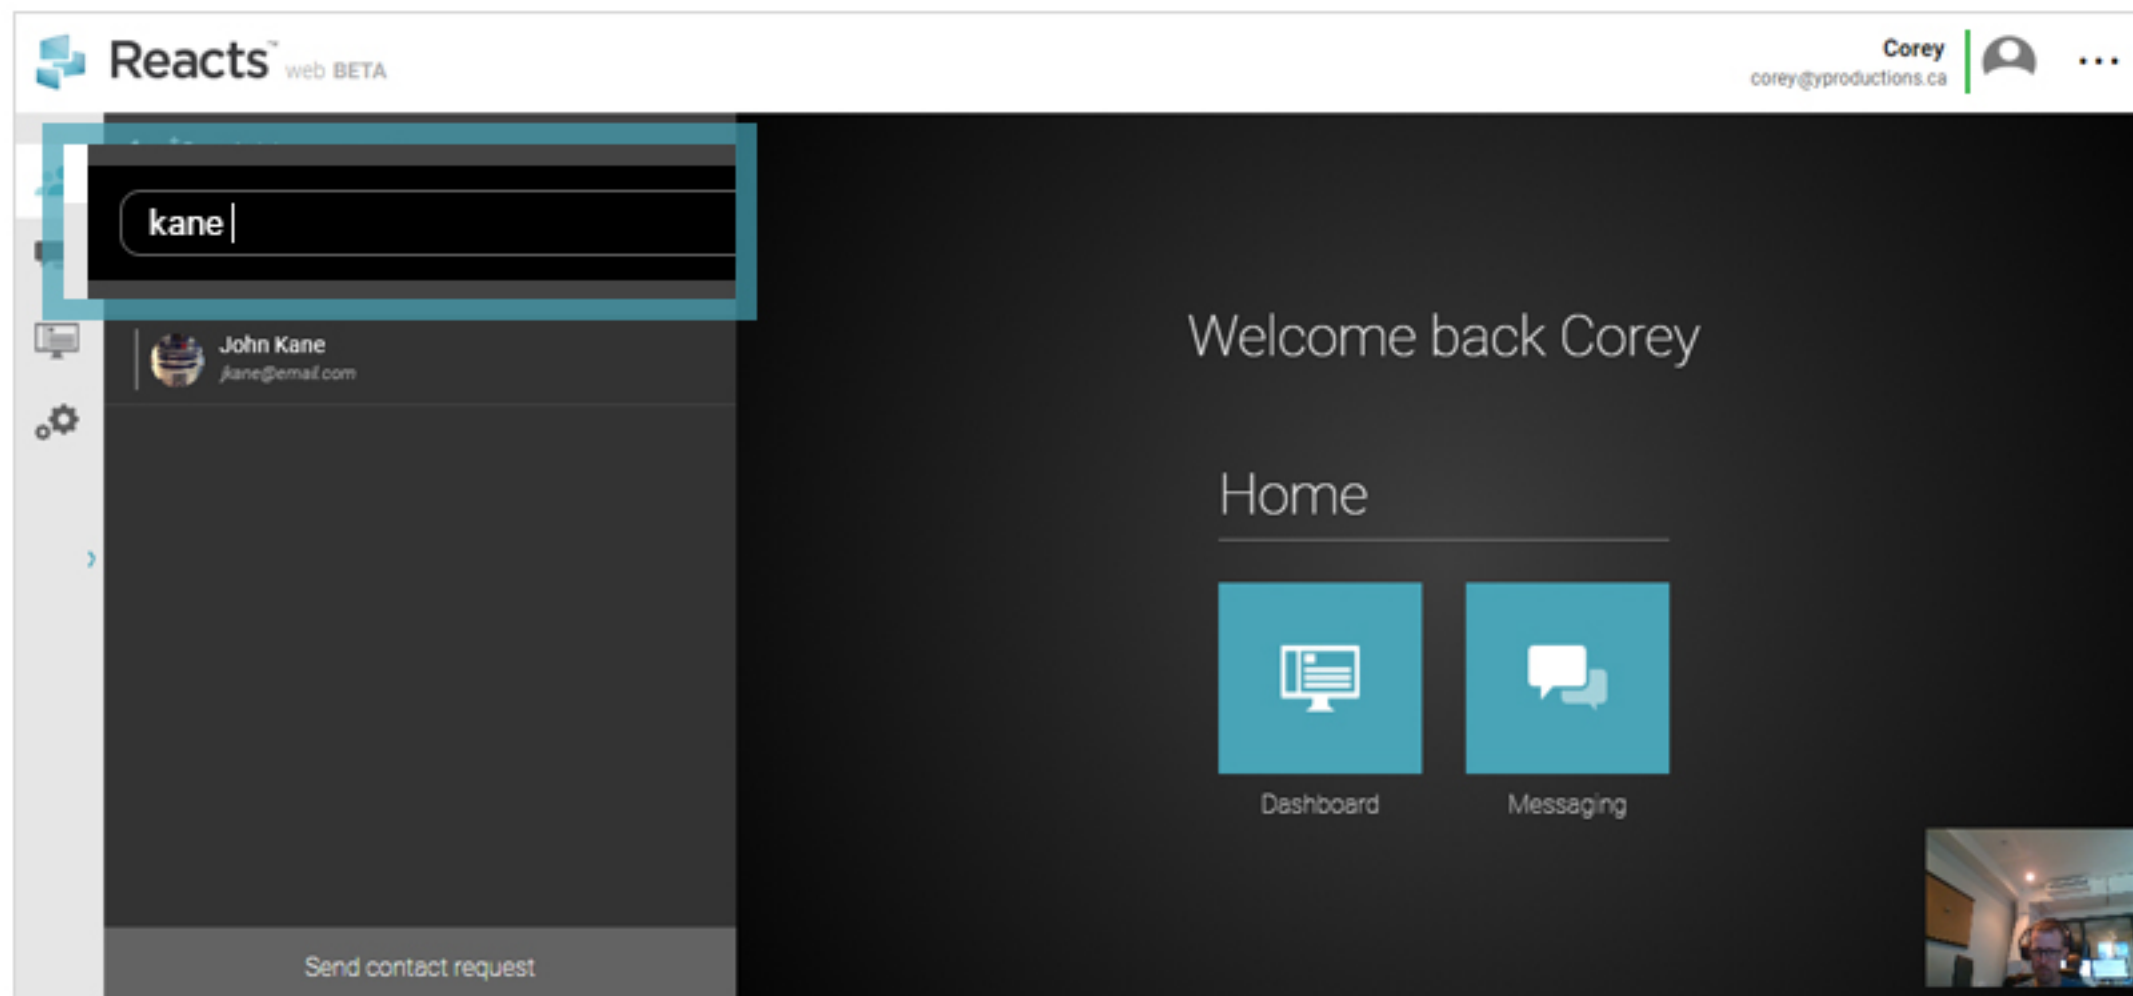 Reacts™ web BETA
Corey
corey@yproductions.ca
kane
John Kane
jkane@email.com
Welcome back Corey
Home
Dashboard
Messaging
Send contact request